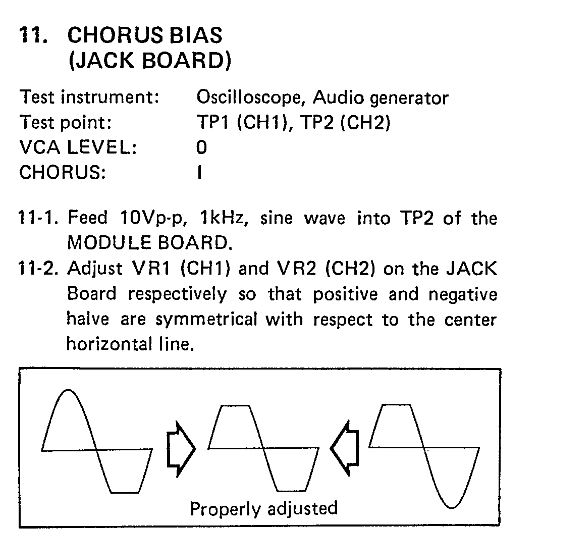 11. CHORUS BIAS
(JACK BOARD)
Test instrument: Oscilloscope, Audio generator
Test point: TP1 (CH1), TP2 (CH2)
VCA LEVEL: 0
CHORUS: I
11-1. Feed 10Vp-p, 1kHz, sine wave into TP2 of the
MODULE BOARD.
11-2. Adjust VR1 (CH1) and VR2 (CH2) on the JACK
Board respectively so that positive and negative
halve are symmetrical with respect to the center
horizontal line.
Properly adjusted